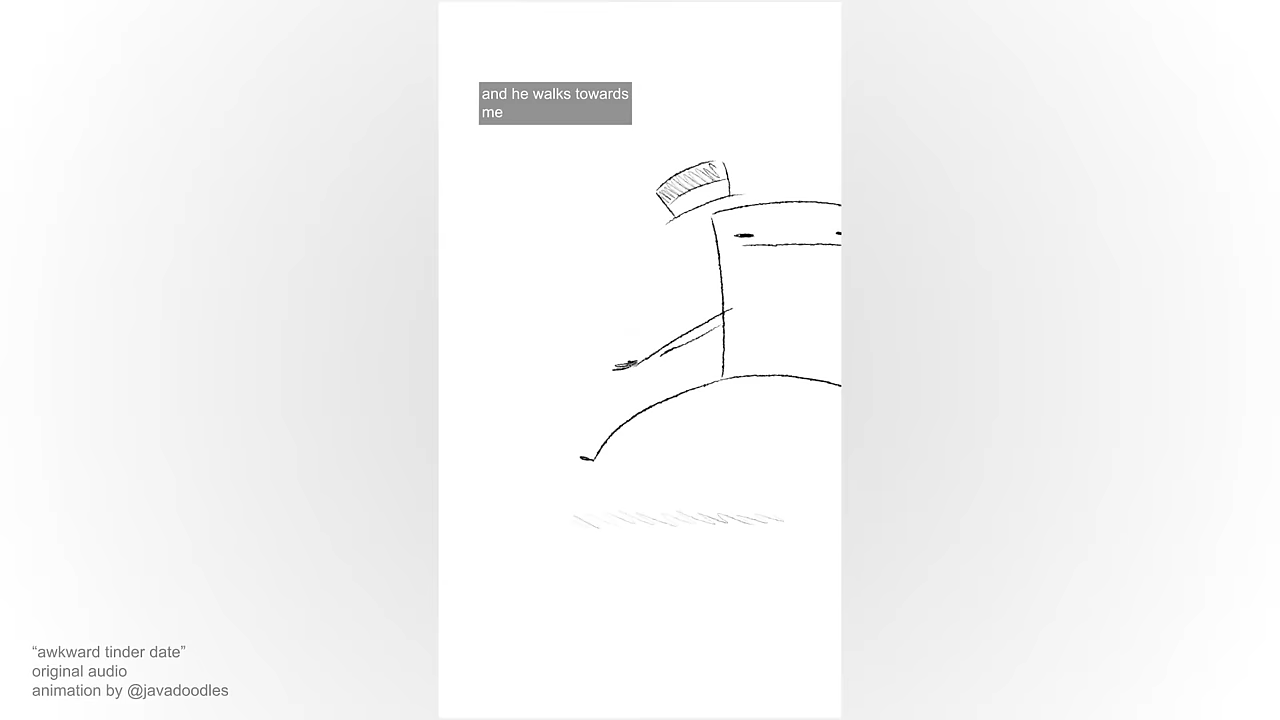 and he walks towards
me
“awkward tinder date”
original audio
animation by @javadoodles